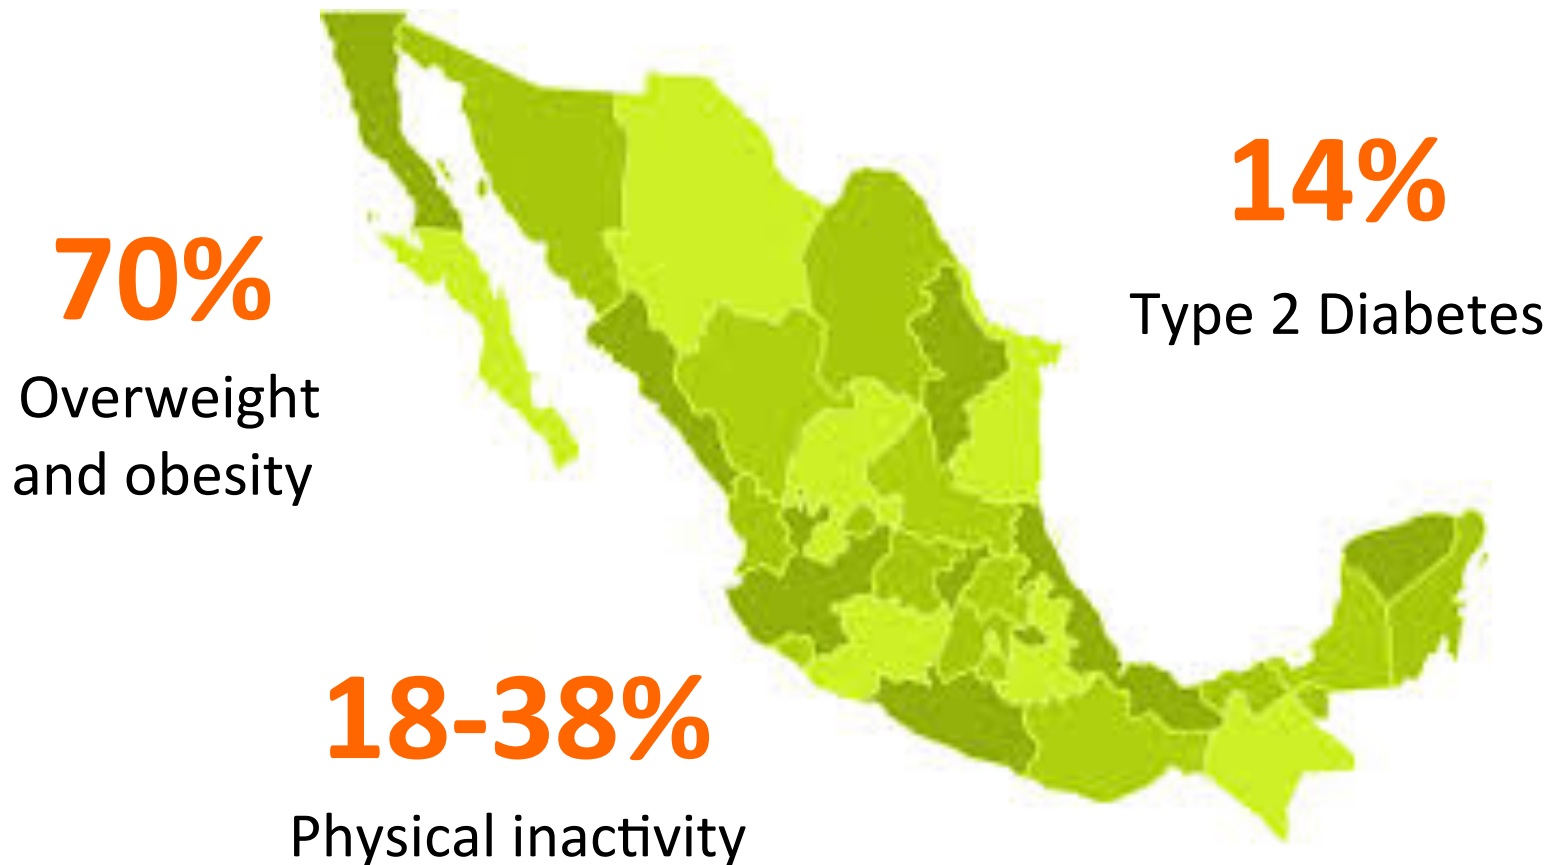 14%
Type 2 Diabetes
70%
Overweight
and obesity
18-38%
Physical inactivity